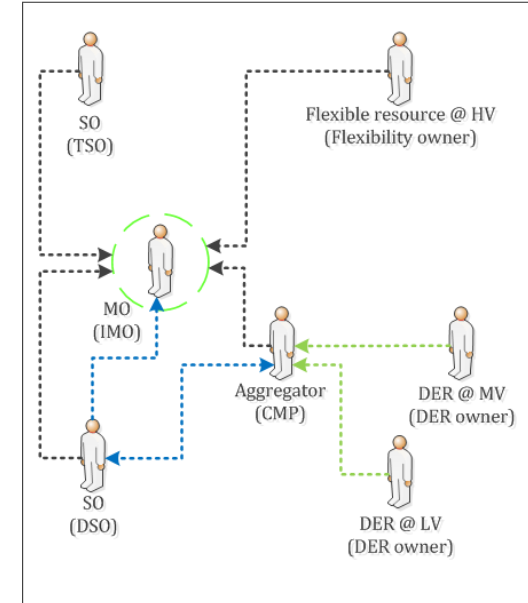 SO
(TSO)
Flexible resource @ HV
(Flexibility owner)
MO
(IMO)
Aggregator
(CMP)
DER @ MV
(DER owner)
SO
(DSO)
DER @ LV
(DER owner)